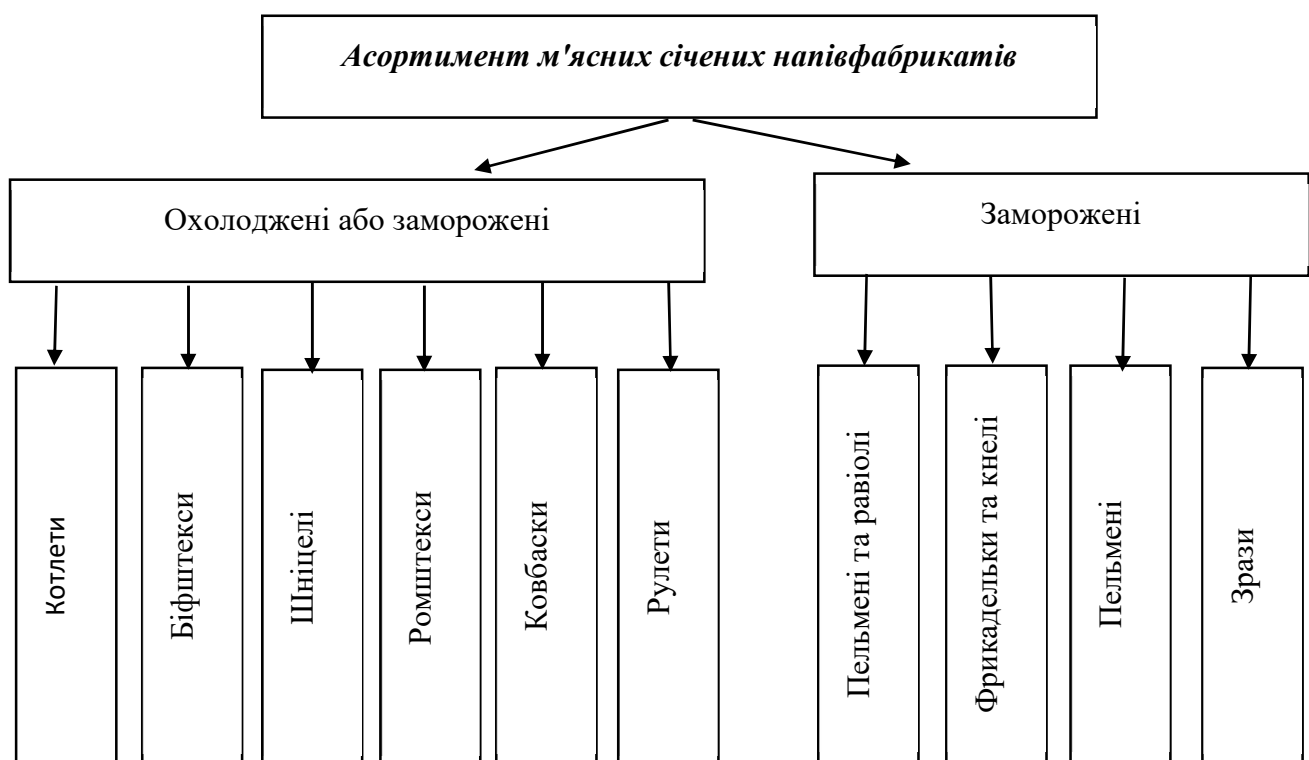 Асортимент м'ясних січених напівфабрикатів
Охолоджені або заморожені
Заморожені
Котлети
Біфштекси
Шніцелі
Ромштекси
Ковбаски
Рулети
Пельмені та равіолі
Фрикадельки та кнелі
Пельмені
Зрази